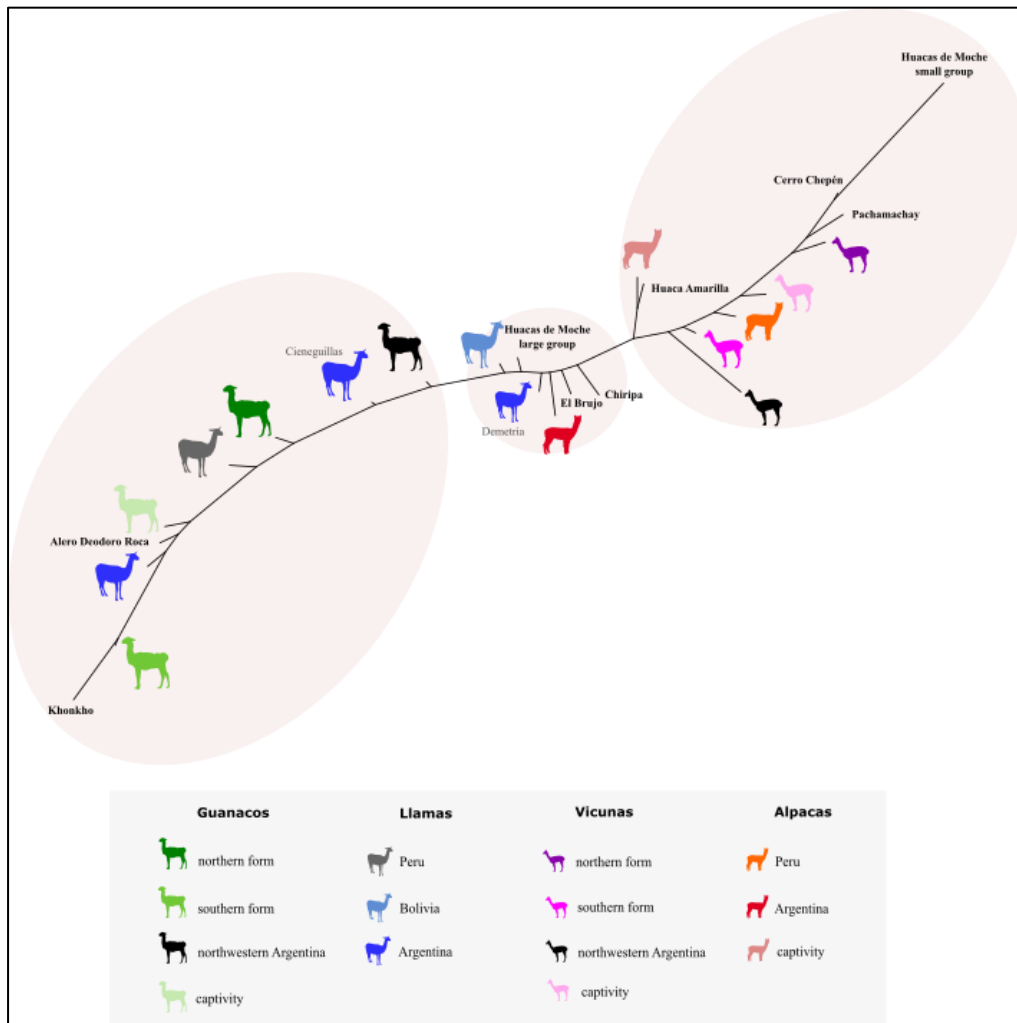 Huacas de Moche
small group
Cerro Chepén
Pachamachay
Huaca Amarilla
Cieneguillas
Huacas de Moche
large group
Chiripa
El Brujo
Demetria
Alero Deodoro Roca
Khonkho
Guanacos
Llamas
Vicunas
Alpacas
northern form
Peru
northern form
Peru
southern form
Bolivia
southern form
Argentina
northwestern Argentina
Argentina
northwestern Argentina
captivity
captivity
captivity